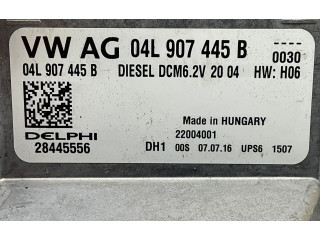 VW AG 04L 907 445 B
0030
04L 907 445 B DIESEL DCM6.2V 20 04 HW: H06
Made in HUNGARY
DELPHI 22004001
28445556 DH1 00S 07.07.16 UPS6 1507